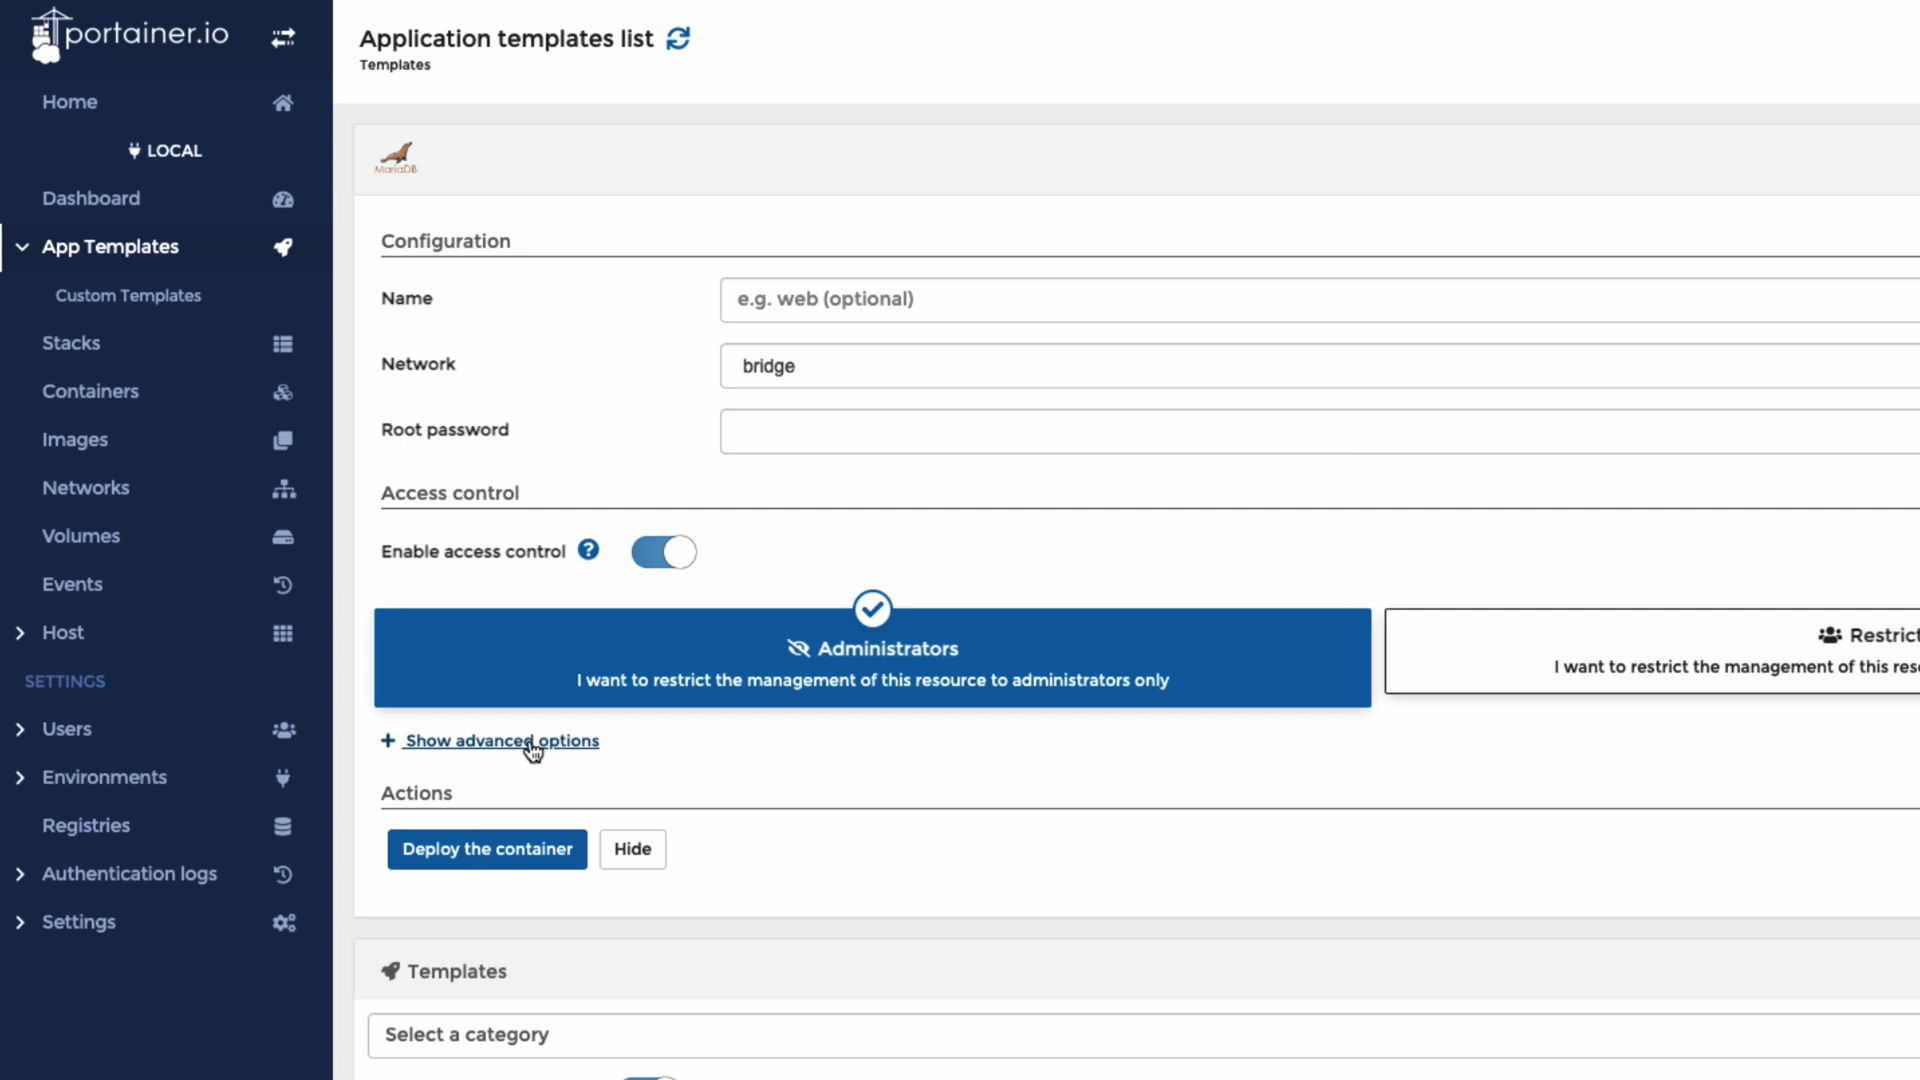 portainer.io
Home
LOCAL
Dashboard
App Templates
Custom Templates
Stacks
Containers
Images
Networks
Volumes
Events
Host
SETTINGS
Users
Environments
Registries
Authentication logs
Settings
Application templates list
Templates
MariaDB
Configuration
Name
e.g. web (optional)
Network
bridge
Root password
Access control
Enable access control ?
Administrators
I want to restrict the management of this resource to administrators only
Restrict
I want to restrict the management of this res
+ Show advanced options
Actions
Deploy the container
Hide
Templates
Select a category